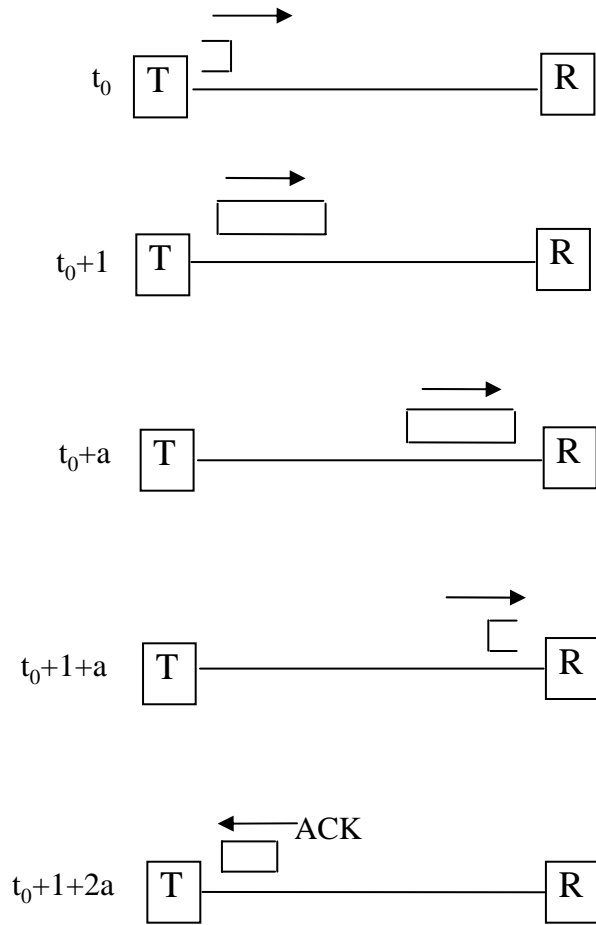 t₀ T R
t₀+1 T R
t₀+a T R
t₀+1+a T R
ACK
t₀+1+2a T R